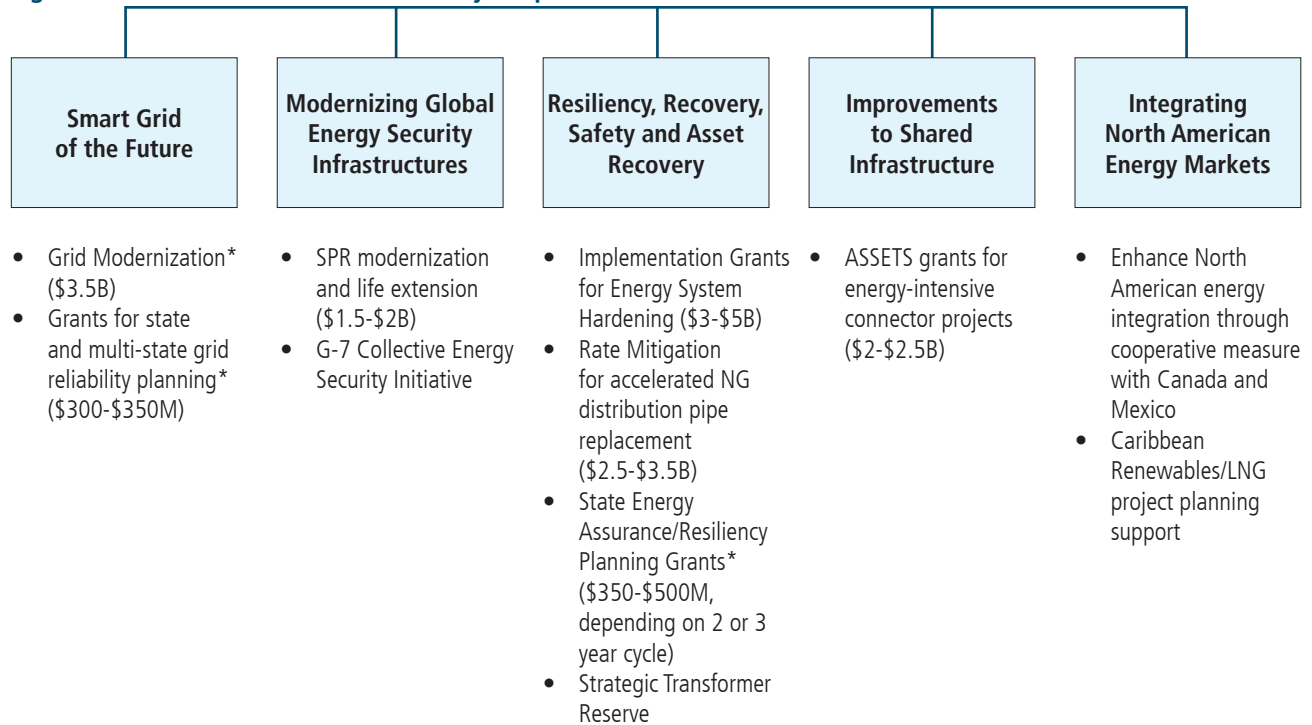 Smart Grid
of the Future
Modernizing Global
Energy Security
Infrastructures
Resiliency, Recovery,
Safety and Asset
Recovery
Improvements
to Shared
Infrastructure
Integrating
North American
Energy Markets
• Grid Modernization*
($3.5B)
• Grants for state
and multi-state grid
reliability planning*
($300-$350M)
• SPR modernization
and life extension
($1.5-$2B)
• G-7 Collective Energy
Security Initiative
• Implementation Grants
for Energy System
Hardening ($3-$5B)
• Rate Mitigation
for accelerated NG
distribution pipe
replacement
($2.5-$3.5B)
• State Energy
Assurance/Resiliency
Planning Grants*
($350-$500M,
depending on 2 or 3
year cycle)
• Strategic Transformer
Reserve
• ASSETS grants for
energy-intensive
connector projects
($2-$2.5B)
• Enhance North
American energy
integration through
cooperative measure
with Canada and
Mexico
• Caribbean
Renewables/LNG
project planning
support